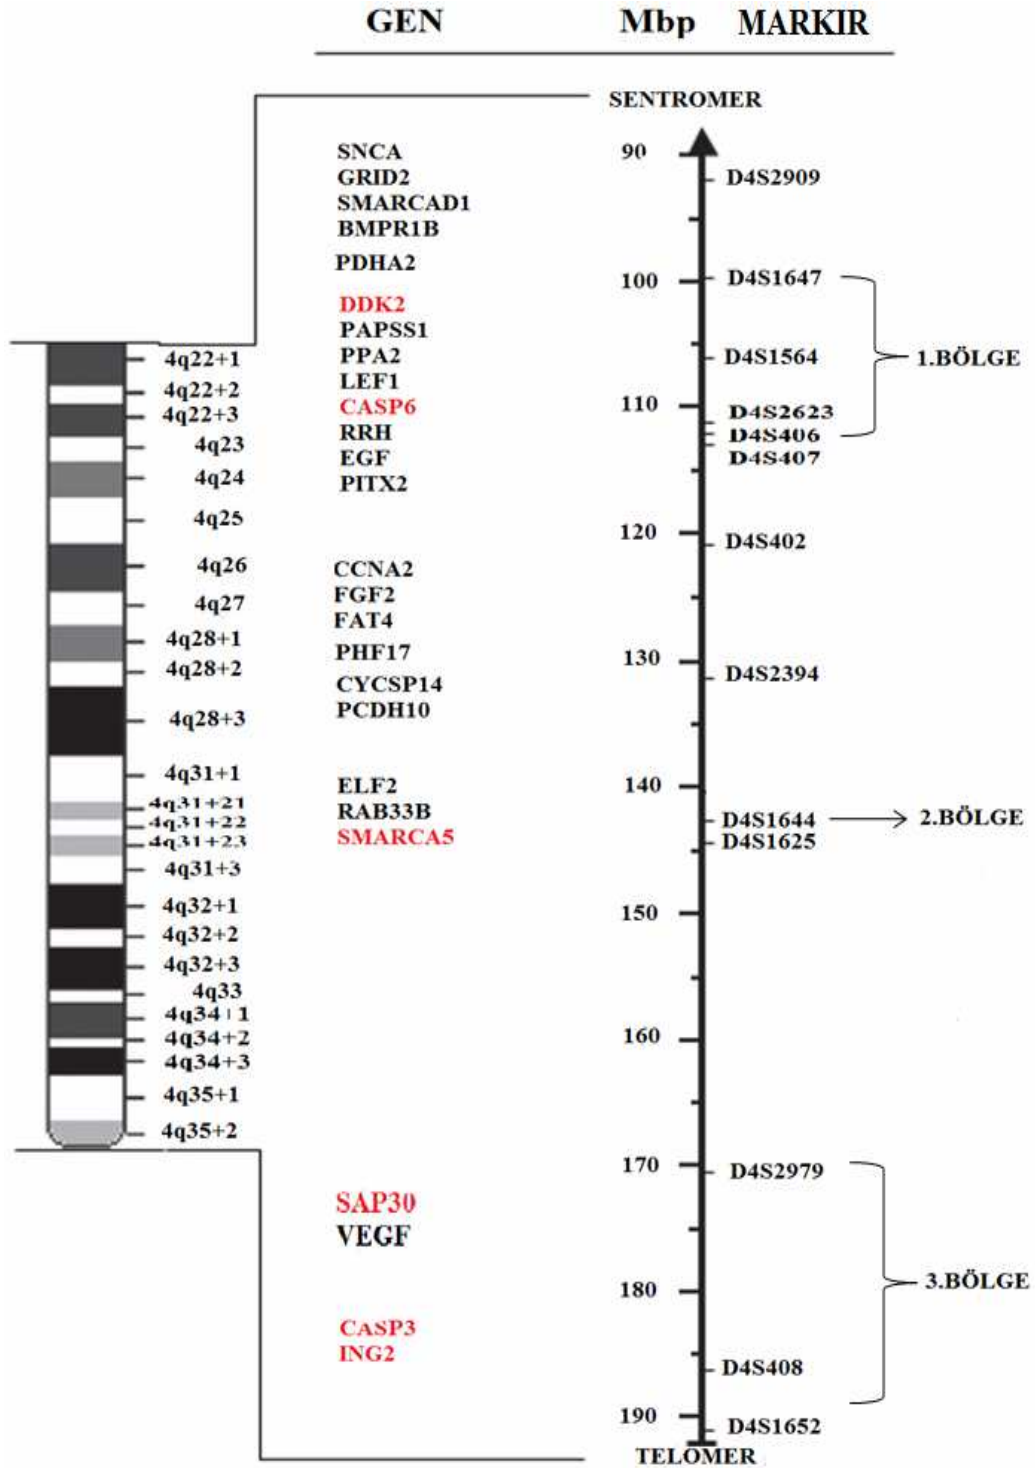 GEN Mbp MARKIR
SENTROMER
SNCA
GRID2
SMARCAD1
BMPR1B
PDHA2
DDK2
PAPSS1
PPA2
LEF1
CASP6
RRH
EGF
PITX2
CCNA2
FGF2
FAT4
PHF17
CYCSP14
PCDH10
ELF2
RAB33B
SMARCA5
SAP30
VEGF
CASP3
ING2
4q22+1
4q22+2
4q22+3
4q23
4q24
4q25
4q26
4q27
4q28+1
4q28+2
4q28+3
4q31+1
4q31+21
4q31+22
4q31+23
4q31+3
4q32+1
4q32+2
4q32+3
4q33
4q34+1
4q34+2
4q34+3
4q35+1
4q35+2
90
100
110
120
130
140
150
160
170
180
190
D4S2909
D4S1647
D4S1564
D4S2623
D4S406
D4S407
D4S402
D4S2394
D4S1644
D4S1625
D4S2979
D4S408
D4S1652
1.BÖLGE
2.BÖLGE
3.BÖLGE
TELOMER